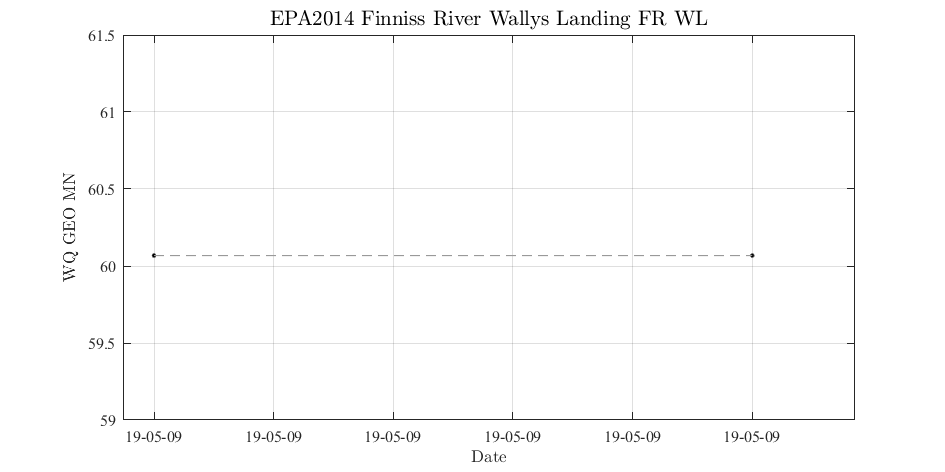 EPA2014 Finniss River Wallys Landing FR WL
61.5
61
60.5
60
59.5
59
WQ GEO MN
19-05-09 19-05-09 19-05-09 19-05-09 19-05-09 19-05-09
Date